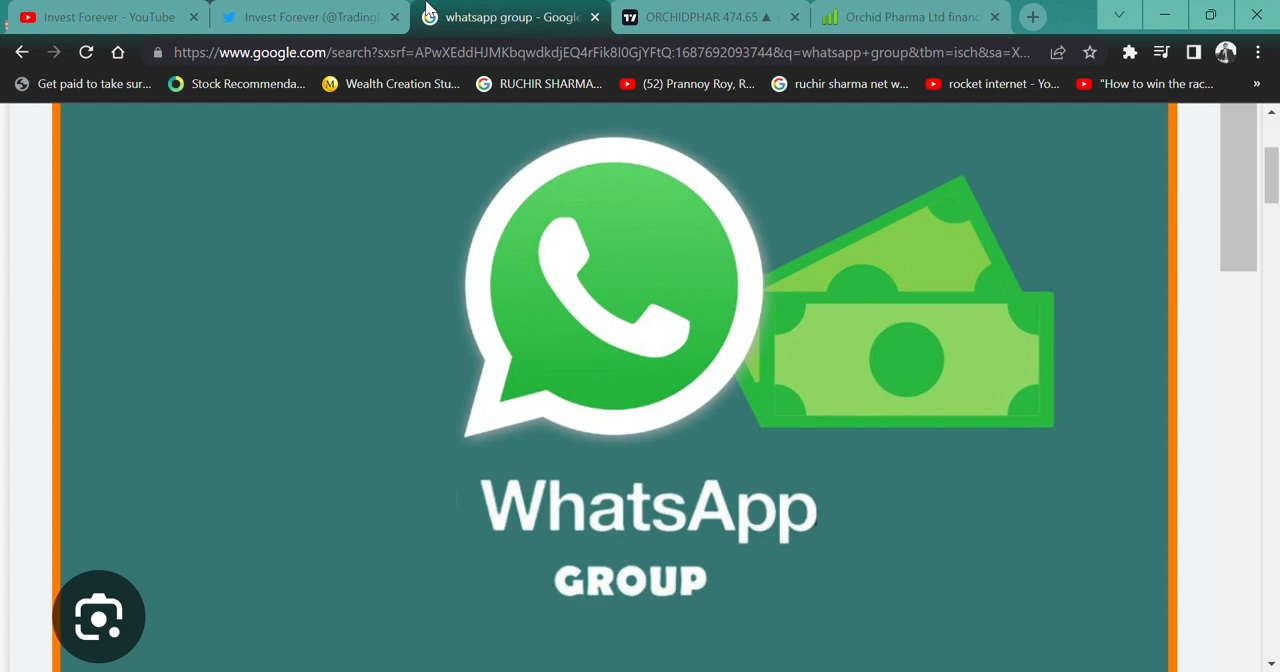 Invest Forever - YouTube
Invest Forever (@Trading
whatsapp group - Google
ORCHIDPHAR 474.65 ▲ -
Orchid Pharma Ltd financ
https://www.google.com/search?sxsrf=APwXEddHJMKbqwdkdjEQ4rFik8I0GjYFtQ:1687692093744&q=whatsapp+group&tbm=isch&sa=X...
Get paid to take sur...
Stock Recommenda...
Wealth Creation Stu...
RUCHIR SHARMA...
(52) Prannoy Roy, R...
ruchir sharma net w...
rocket internet - Yo...
"How to win the rac...
WhatsApp
GROUP